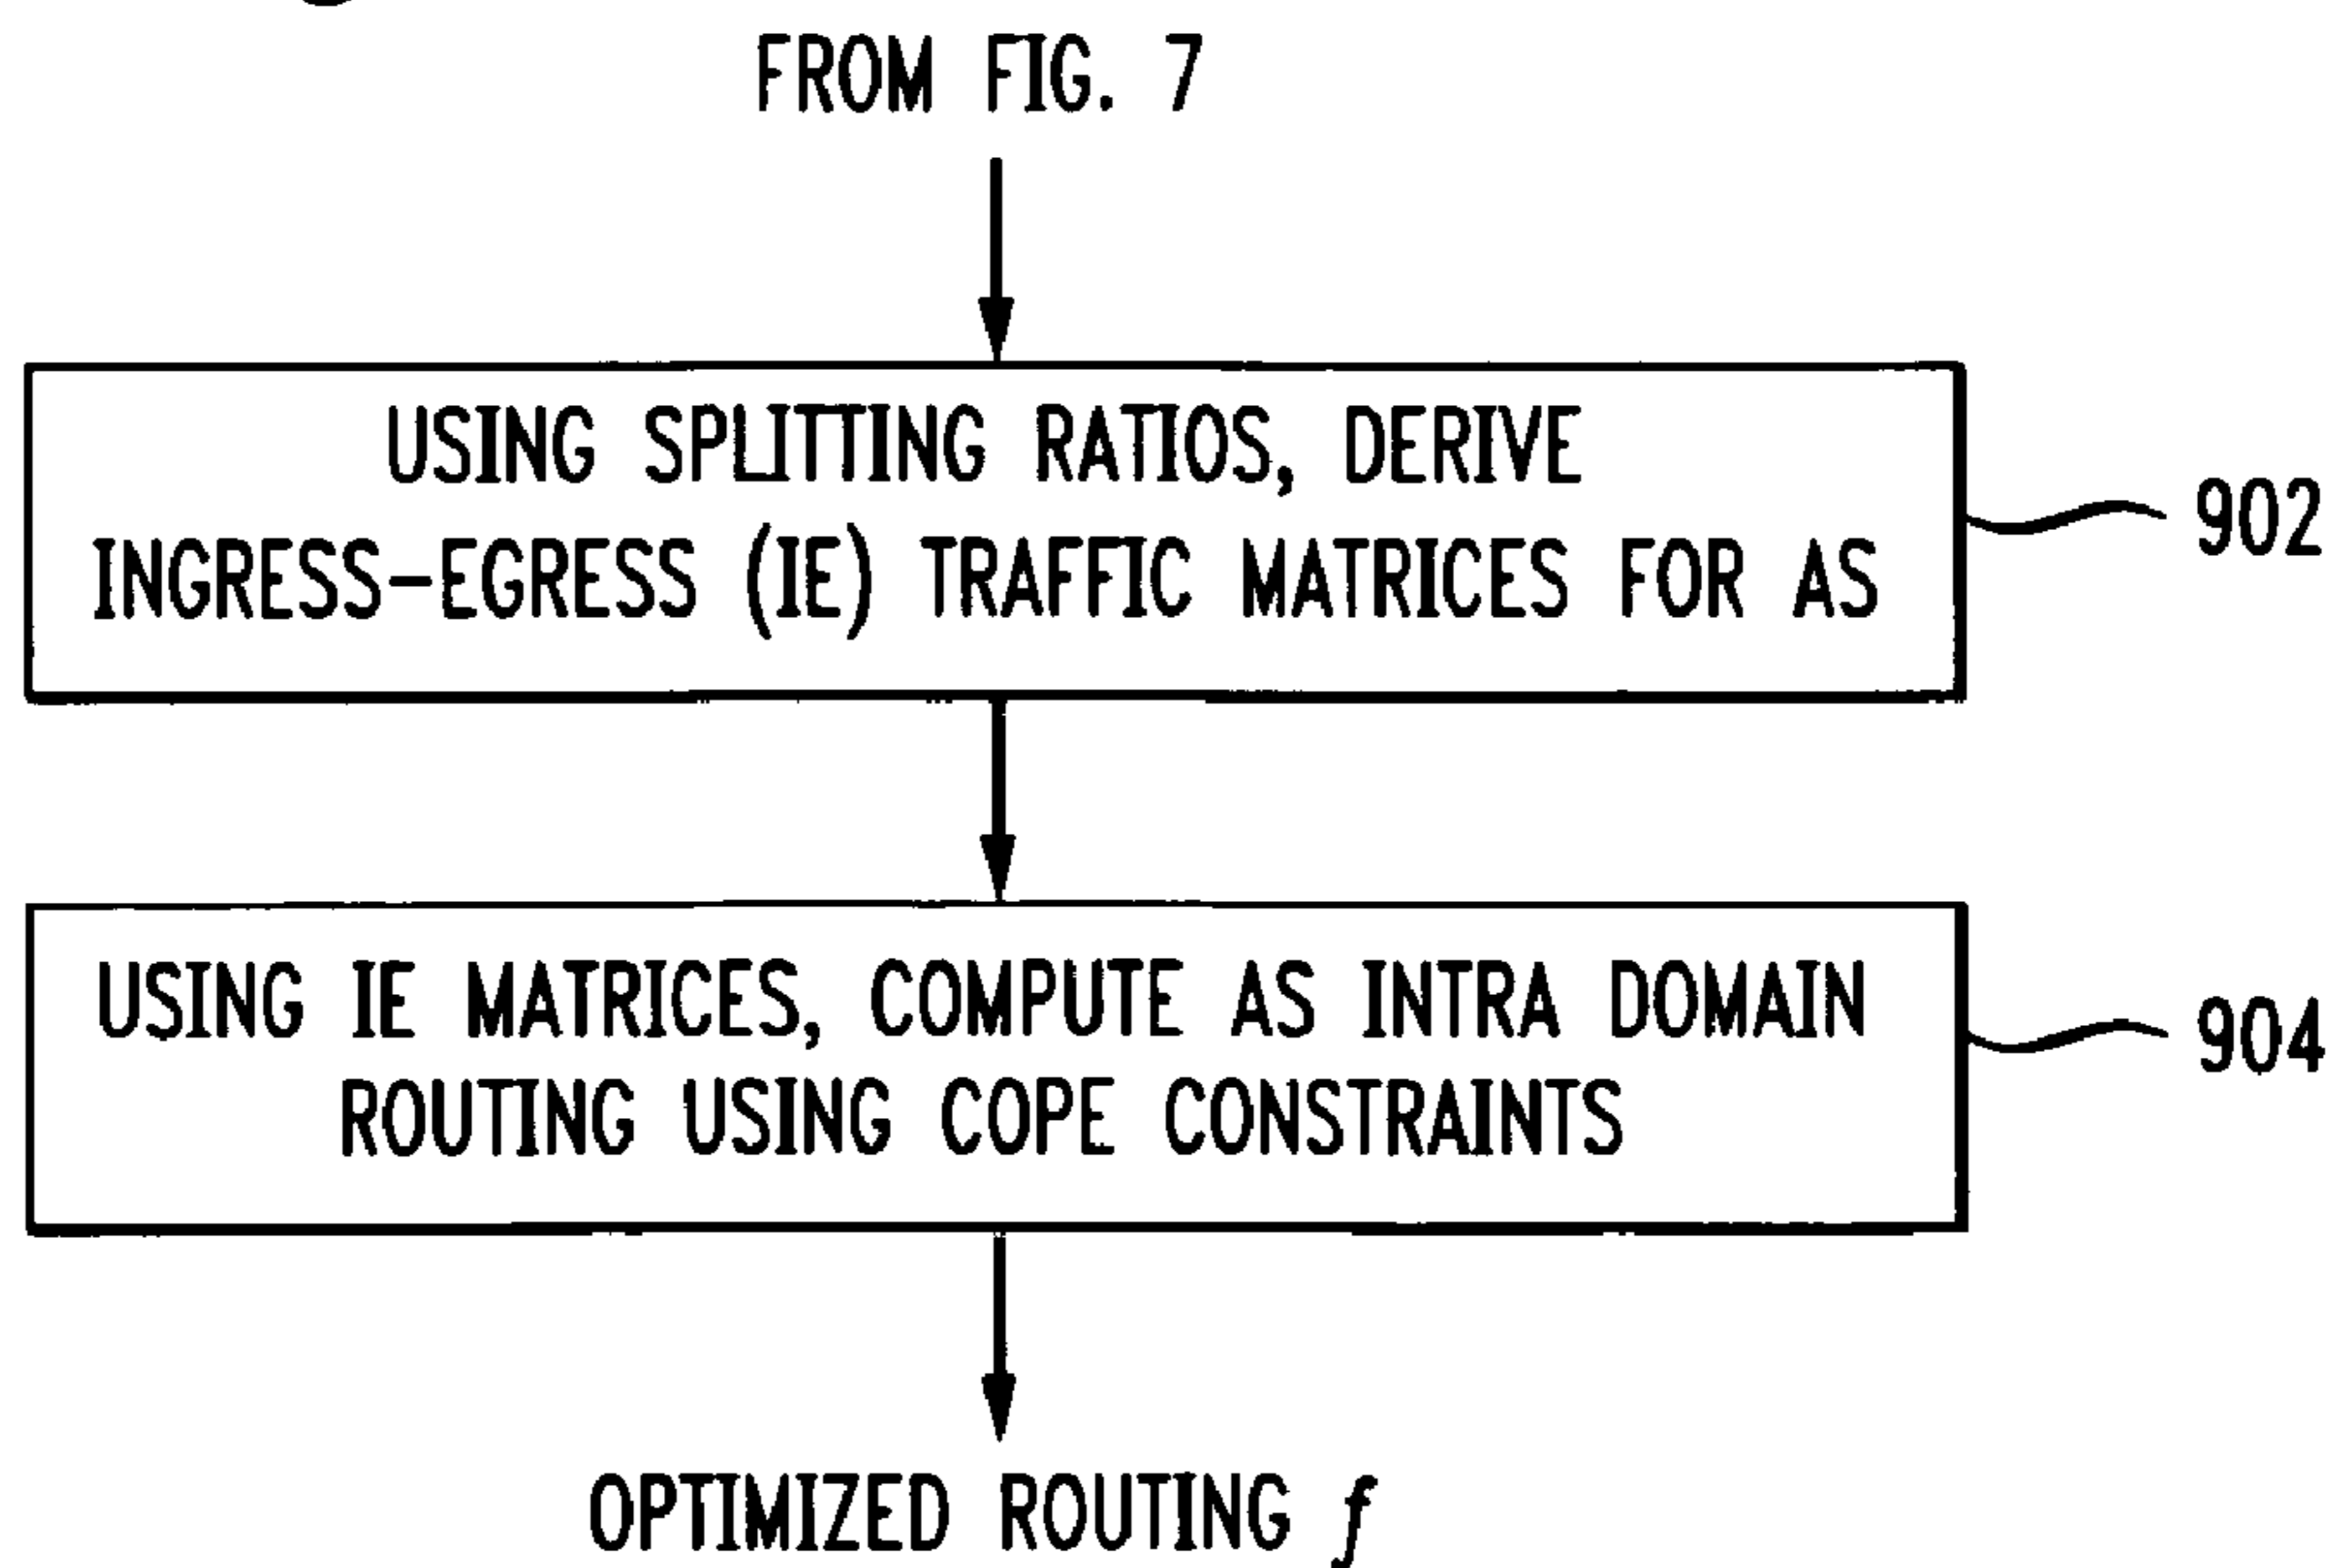 FROM FIG. 7
USING SPLITTING RATIOS, DERIVE
INGRESS-EGRESS (IE) TRAFFIC MATRICES FOR AS
902
USING IE MATRICES, COMPUTE AS INTRA DOMAIN
ROUTING USING COPE CONSTRAINTS
904
OPTIMIZED ROUTING f